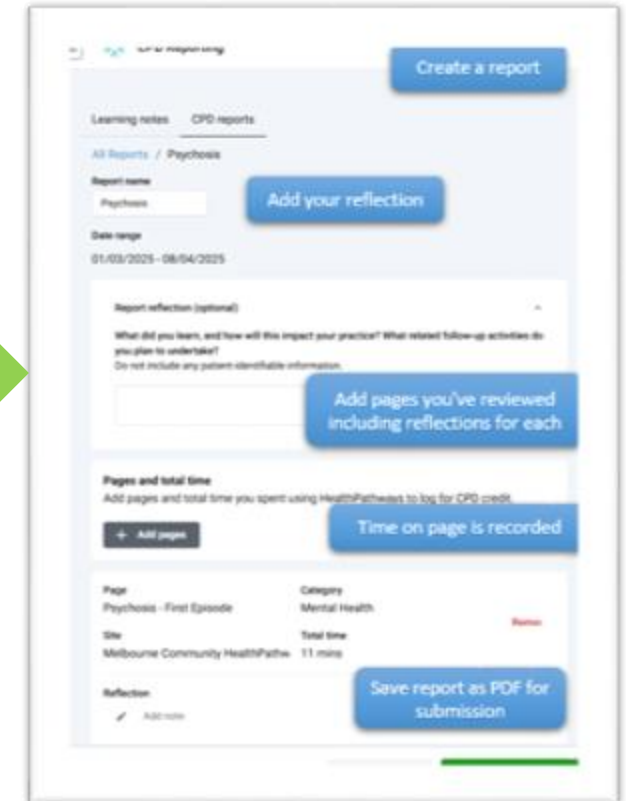 CPD Reporting
Create a report
Learning notes CPD reports
All Reports / Psychosis
Report name
Psychosis
Add your reflection
Date range
01/03/2025 - 08/04/2025
Report reflection (optional)
What did you learn, and how will this impact your practice? What related follow-up activities do
you plan to undertake?
Do not include any patient identifiable information.
Add pages you've reviewed
including reflections for each
Pages and total time
Add pages and total time you spent using HealthPathways to log for CPD credit.
+ Add pages
Time on page is recorded
Page Category
Psychosis - First Episode Mental Health
Site Total time
Melbourne Community HealthPathw 11 mins
Reflection
Add note
Save report as PDF for
submission